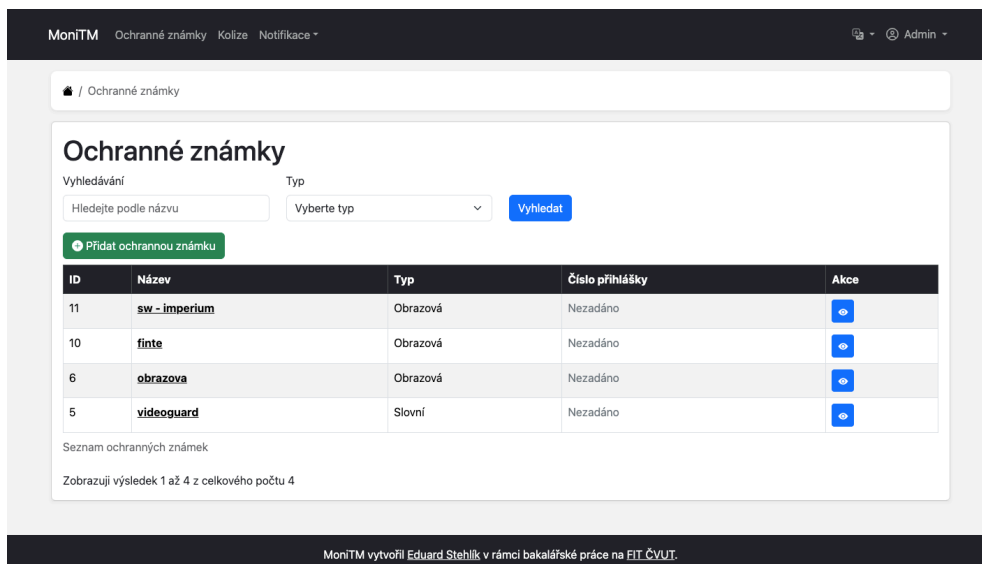 MoniTM Ochranné známky Kolize Notifikace Admin
/ Ochranné známky
Ochranné známky
Vyhledávání Typ
Hledejte podle názvu Vyberte typ Vyhledat
Přidat ochrannou známku
ID Název Typ Číslo přihlášky Akce
11 sw - imperium Obrazová Nezadáno
10 finte Obrazová Nezadáno
6 obrazova Obrazová Nezadáno
5 videoguard Slovní Nezadáno
Seznam ochranných známek
Zobrazuji výsledek 1 až 4 z celkového počtu 4
MoniTM vytvořil Eduard Stehlík v rámci bakalářské práce na FIT ČVUT.